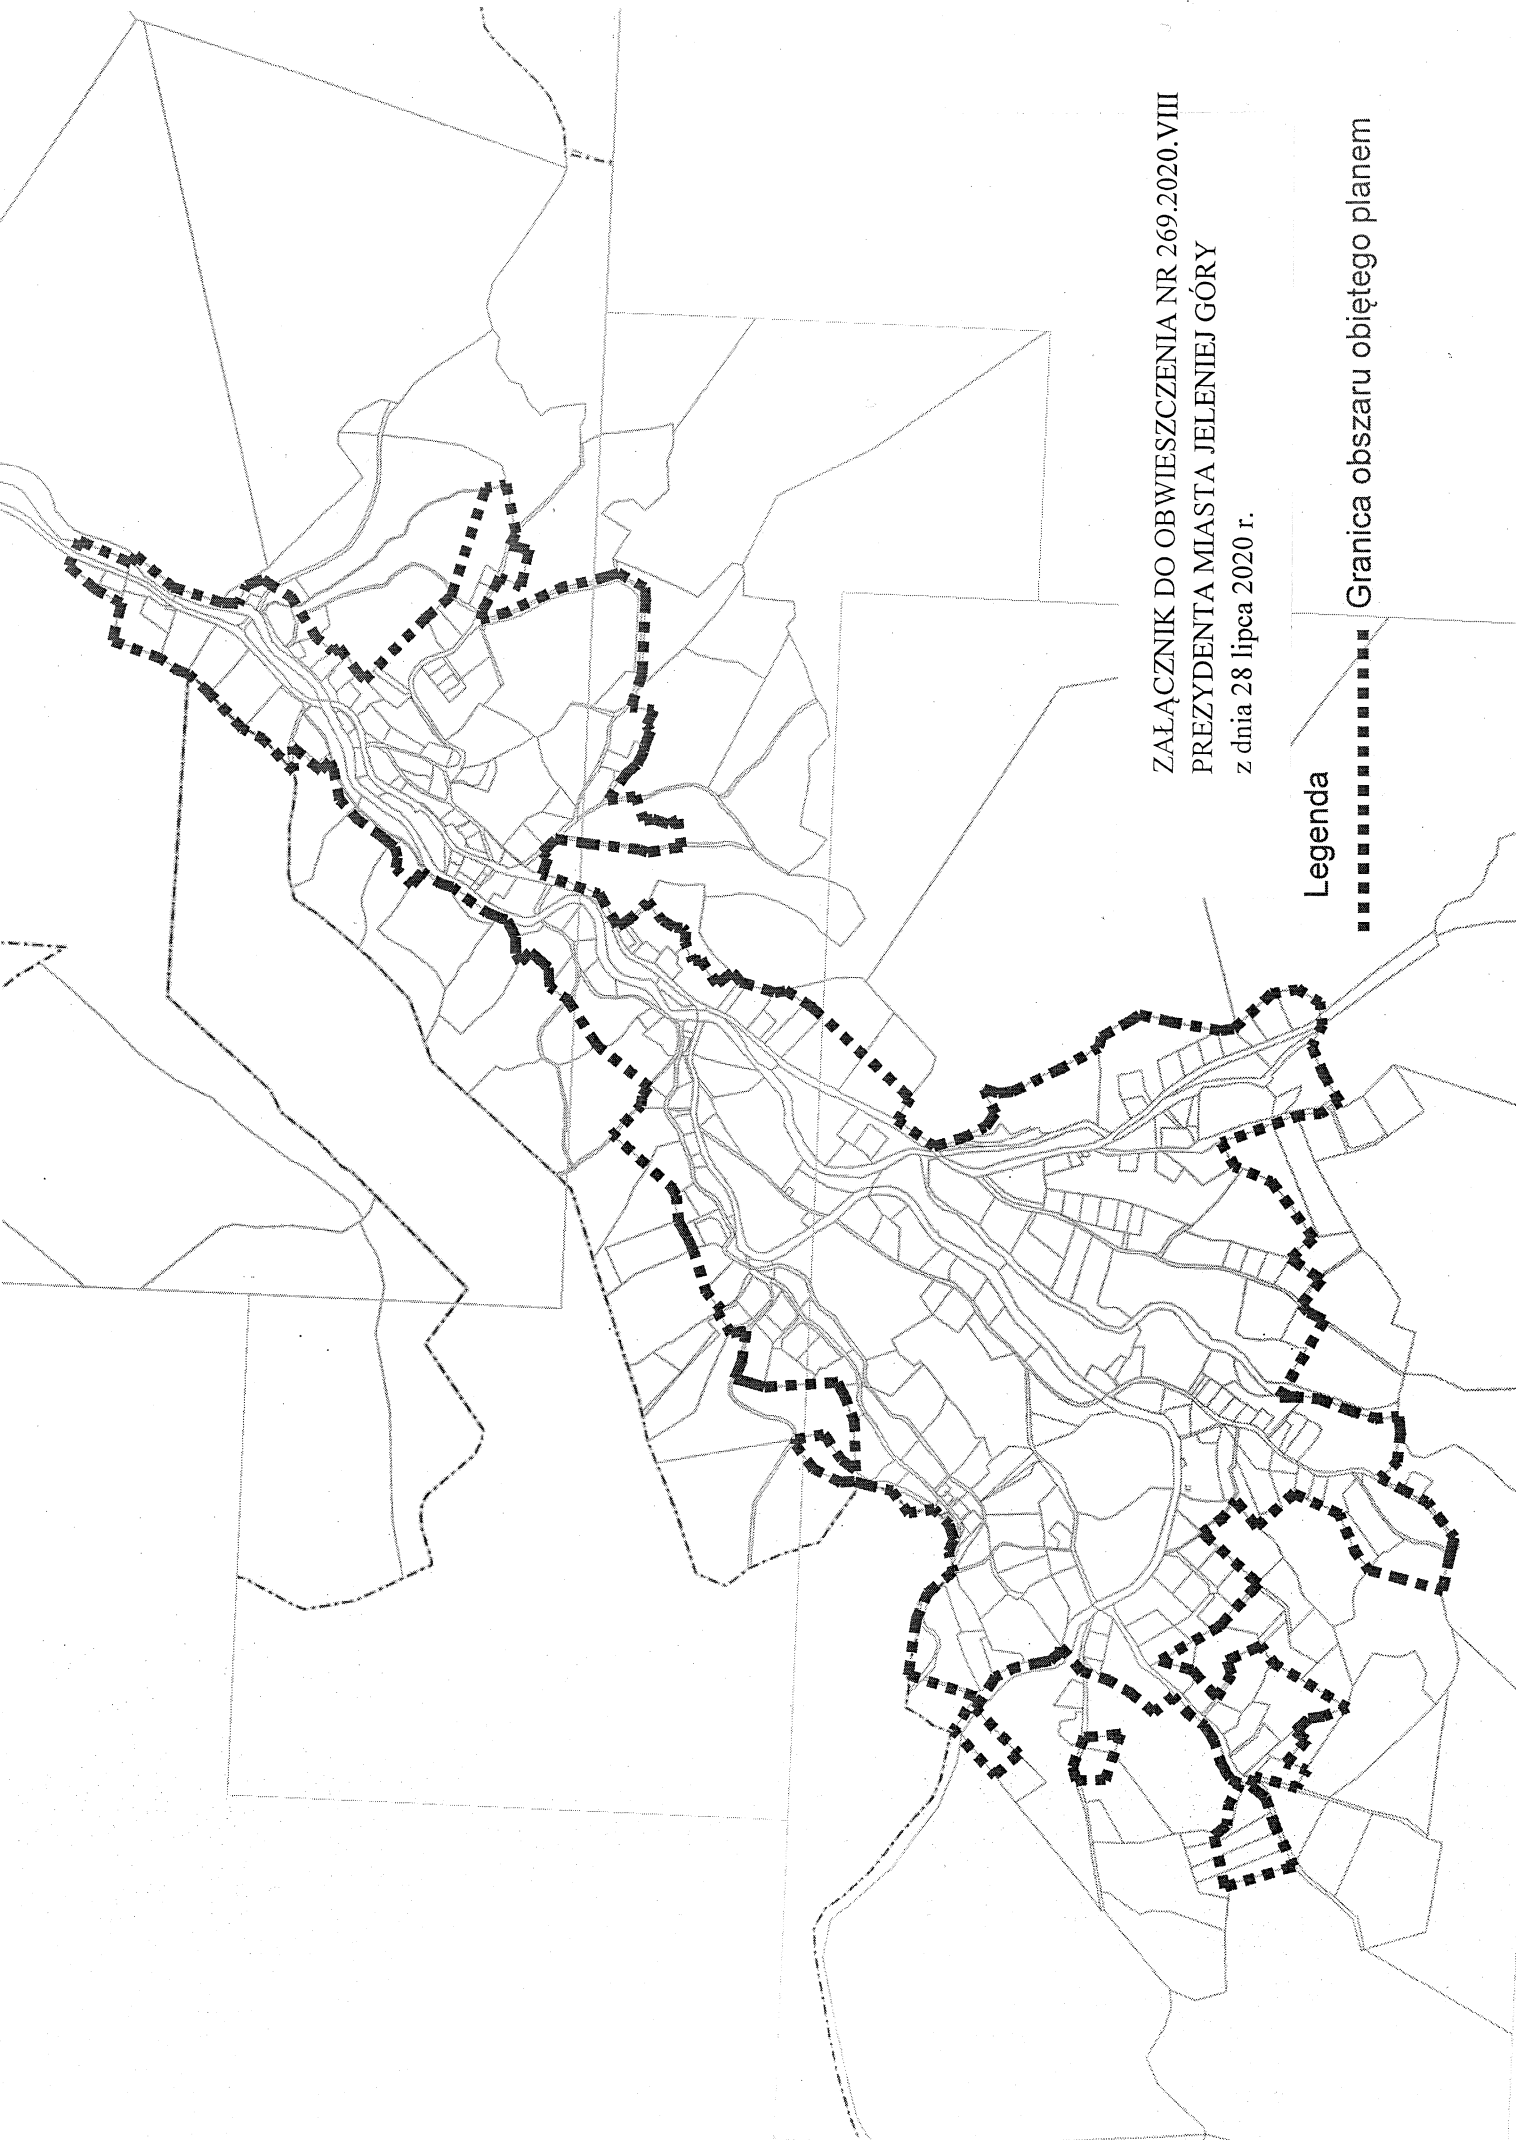 ZAŁĄCZNIK DO OBWIESZCZENIA NR 269.2020.VIII
PREZYDENTA MIASTA JELENIEJ GÓRY
z dnia 28 lipca 2020 r.
Legenda
Granica obszaru obiętego planem